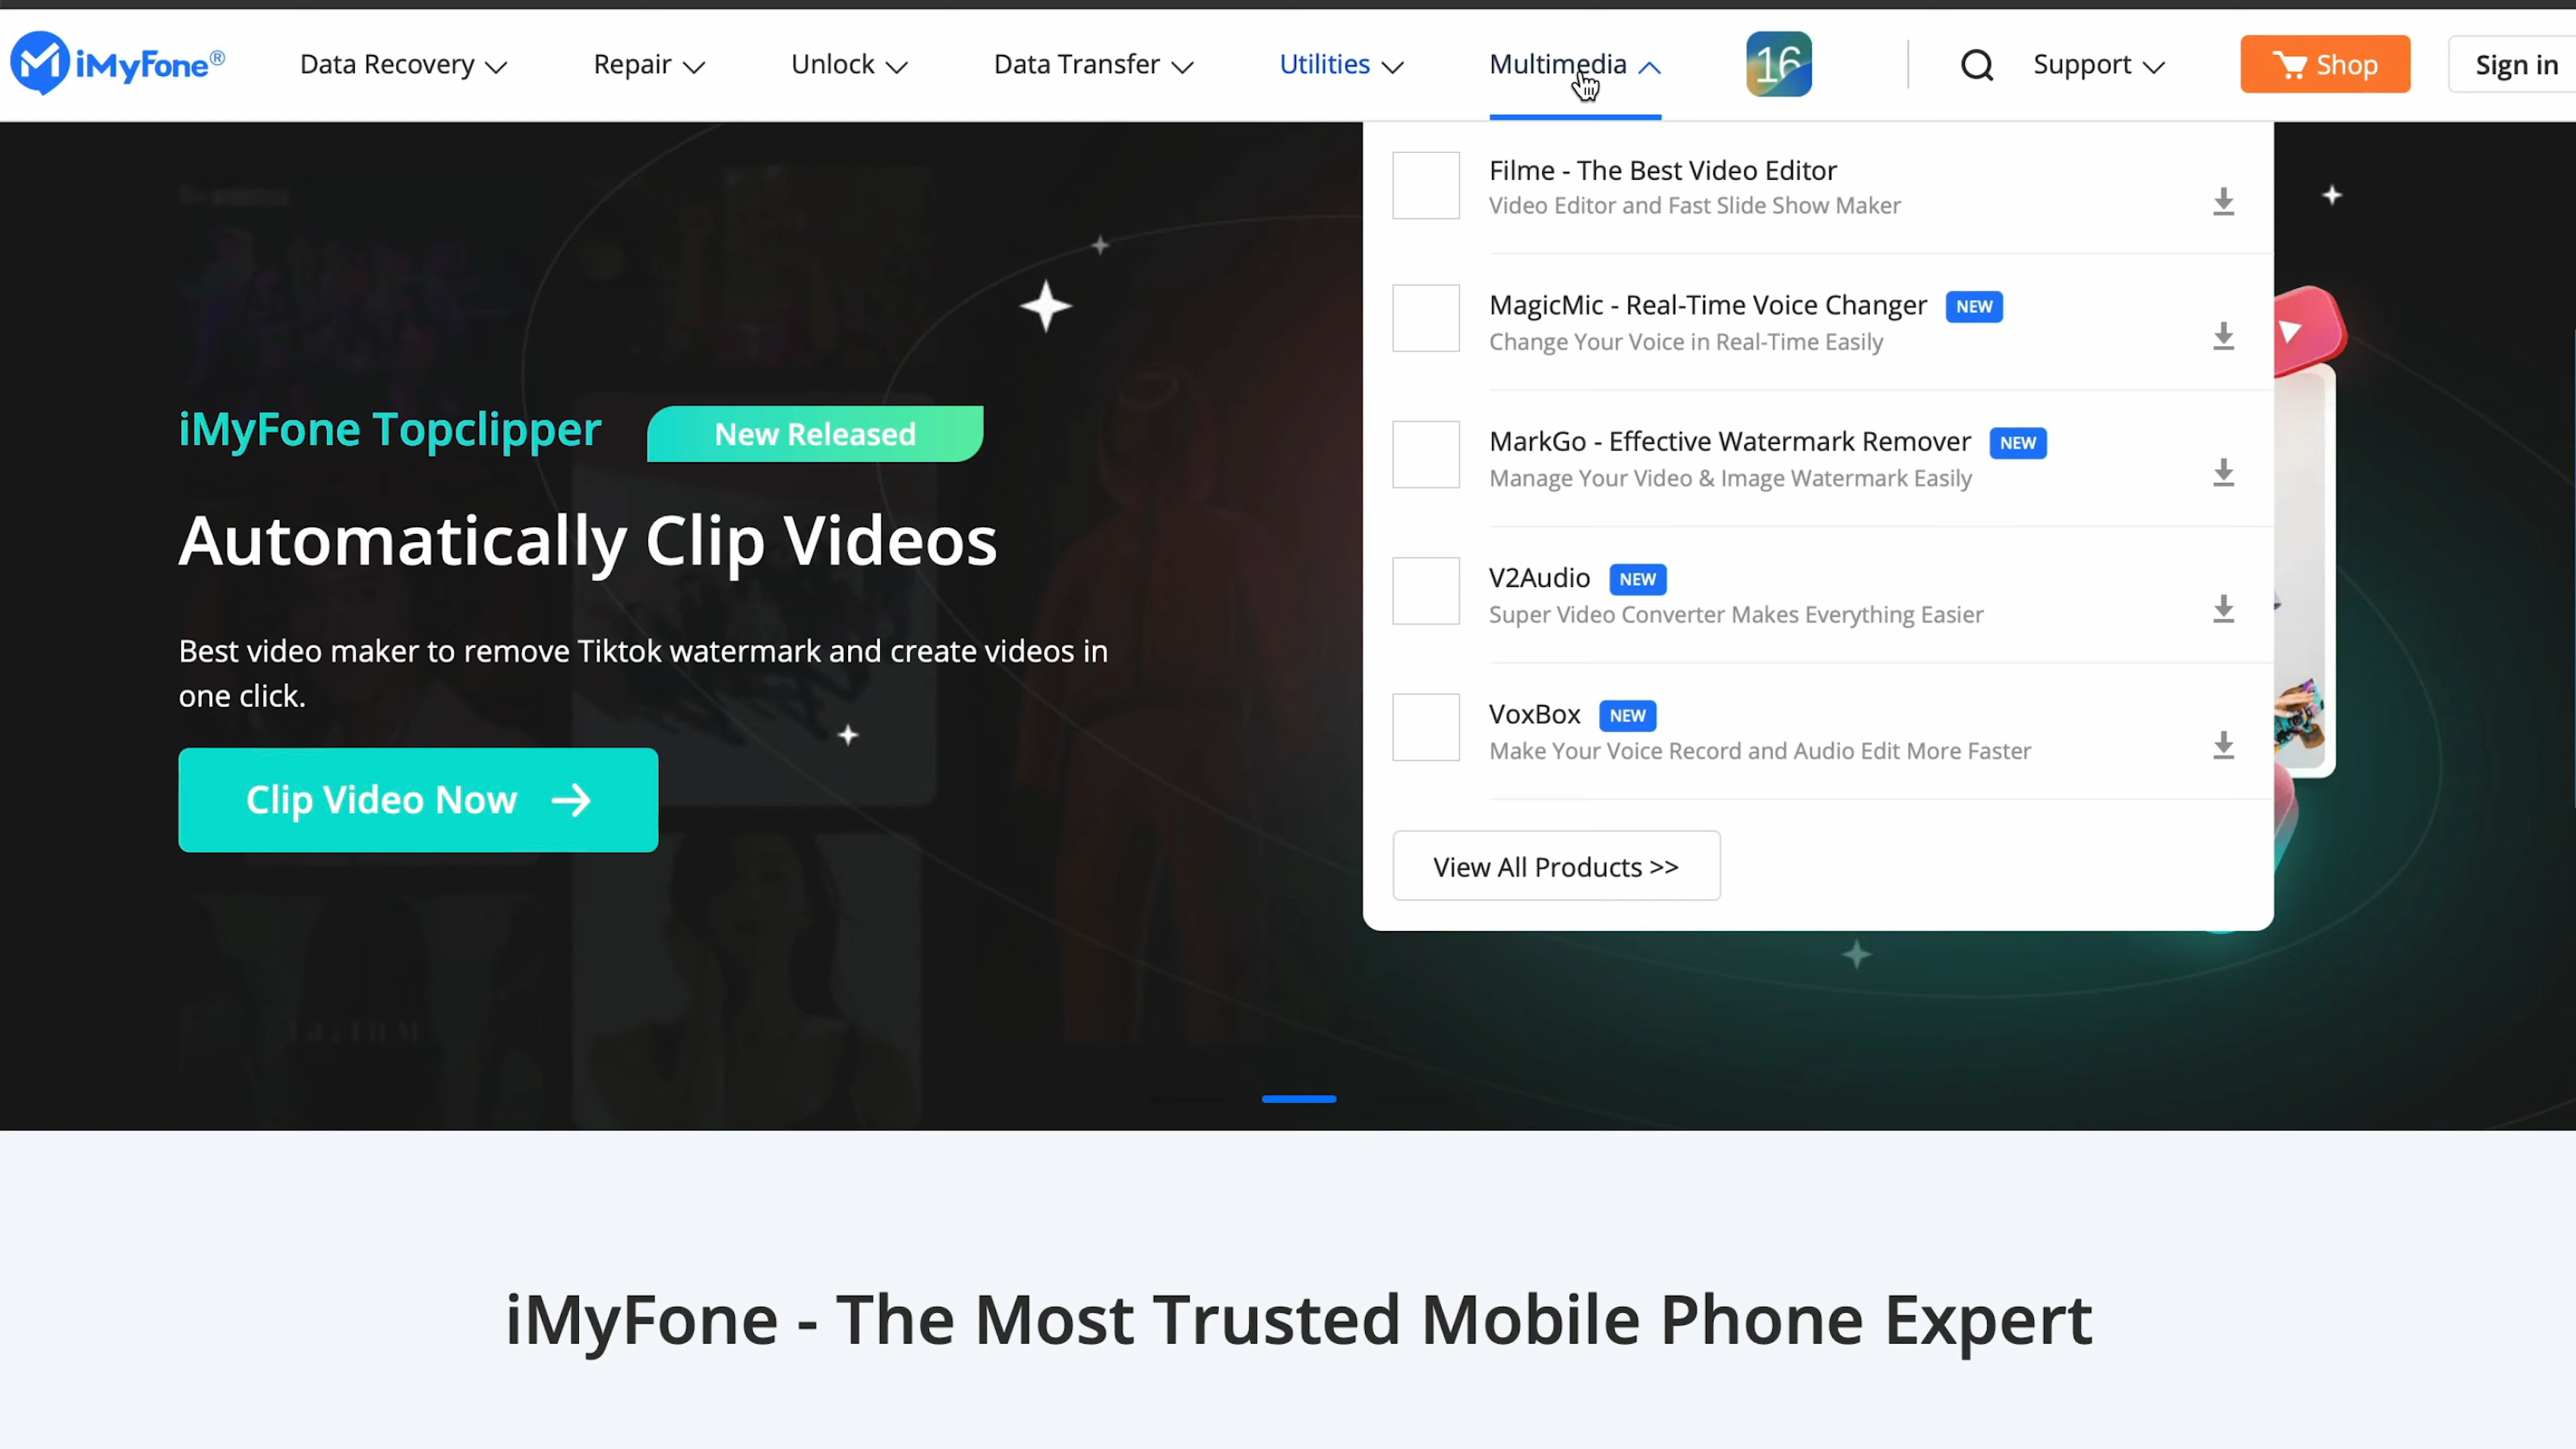 iMyFone®
Data Recovery
Repair
Unlock
Data Transfer
Utilities
Multimedia
16
Support
Shop
Sign in
Filme - The Best Video Editor
Video Editor and Fast Slide Show Maker
MagicMic - Real-Time Voice Changer NEW
Change Your Voice in Real-Time Easily
MarkGo - Effective Watermark Remover NEW
Manage Your Video & Image Watermark Easily
V2Audio NEW
Super Video Converter Makes Everything Easier
VoxBox NEW
Make Your Voice Record and Audio Edit More Faster
View All Products >>
iMyFone Topclipper New Released
Automatically Clip Videos
Best video maker to remove Tiktok watermark and create videos in
one click.
Clip Video Now
iMyFone - The Most Trusted Mobile Phone Expert